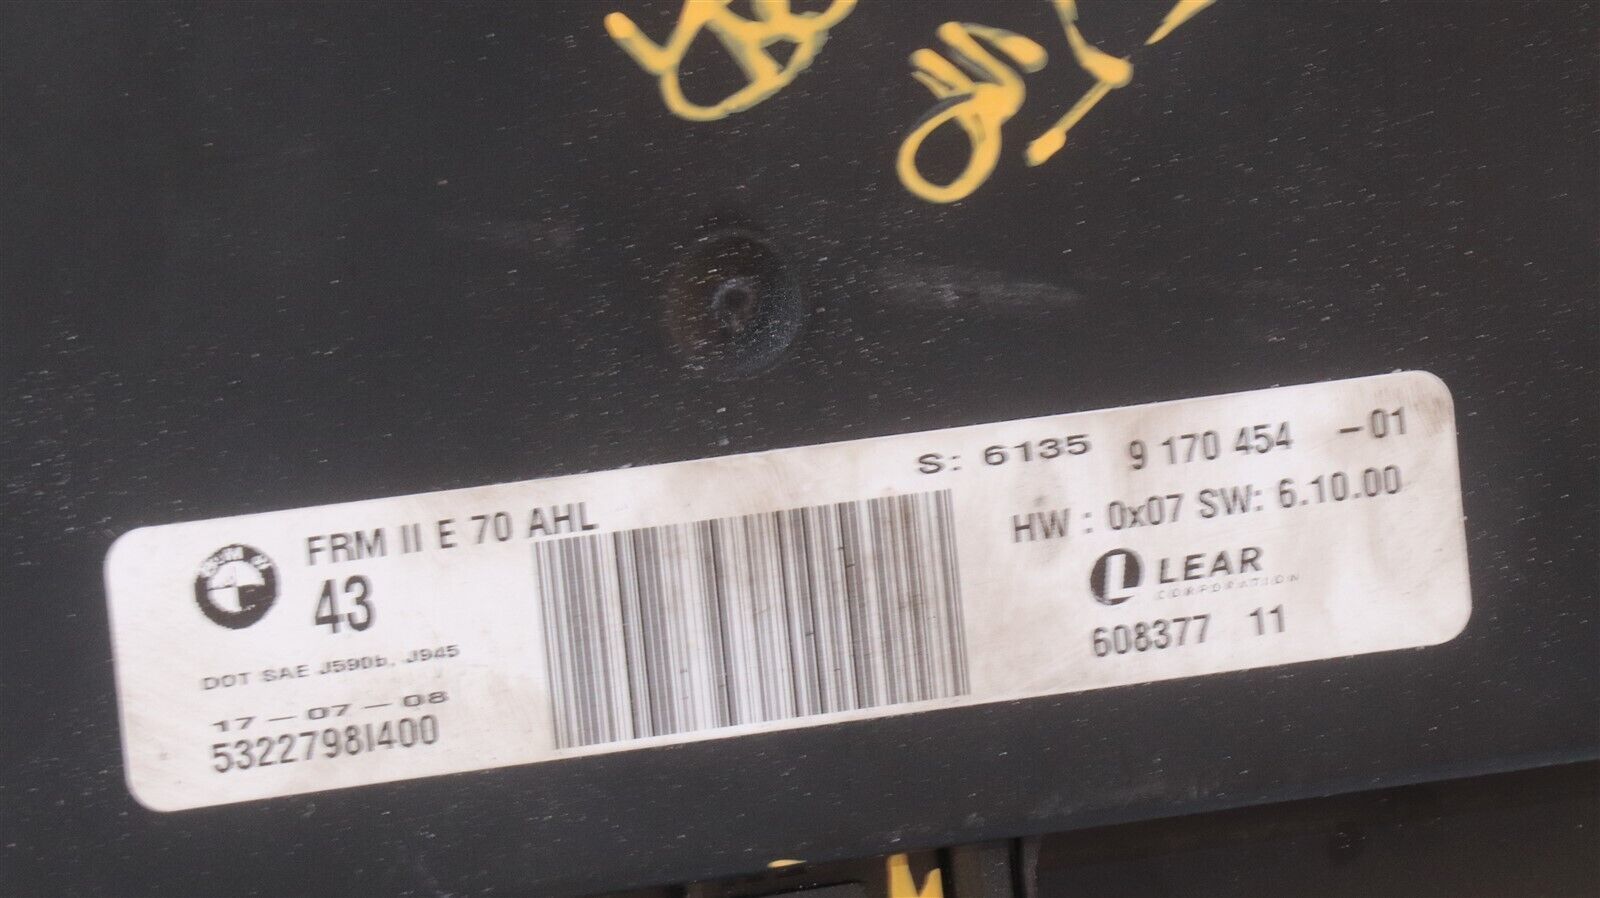 S: 6135 9 170 454 -01
HW : 0x07 SW: 6.10.00
LEAR
CORPORATION
608377 11
FRM II E 70 AHL
43
DOT SAE J590b, J945
17-07-08
53227981400